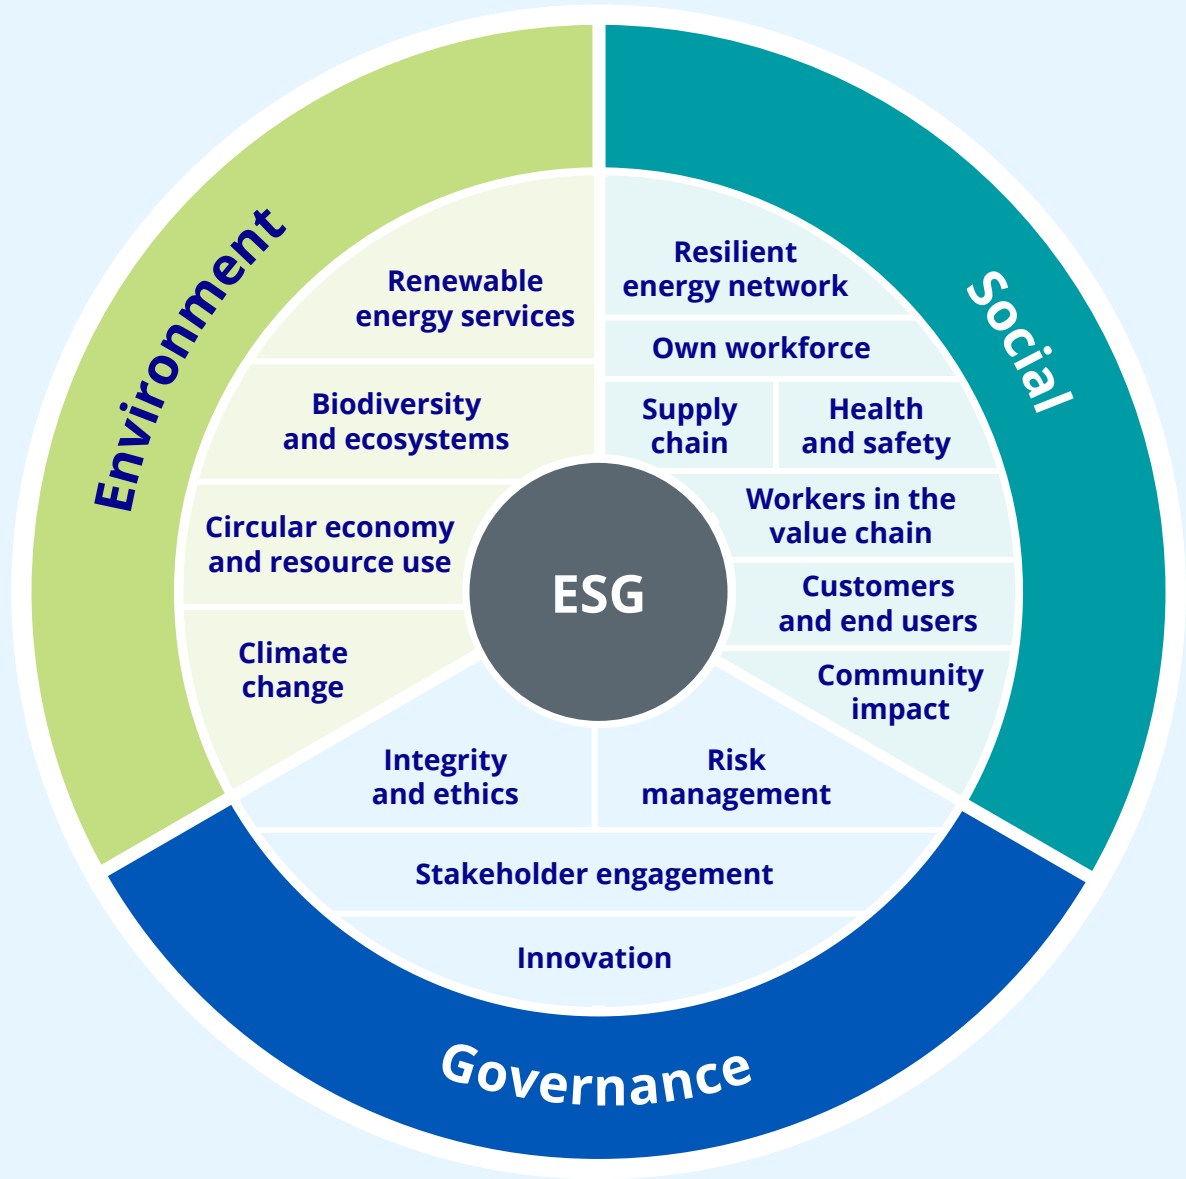 Environment
Renewable
energy services
Biodiversity
and ecosystems
Circular economy
and resource use
Climate
change
Social
Resilient
energy network
Own workforce
Supply
chain
Health
and safety
Workers in the
value chain
Customers
and end users
Community
impact
ESG
Integrity
and ethics
Risk
management
Stakeholder engagement
Innovation
Governance